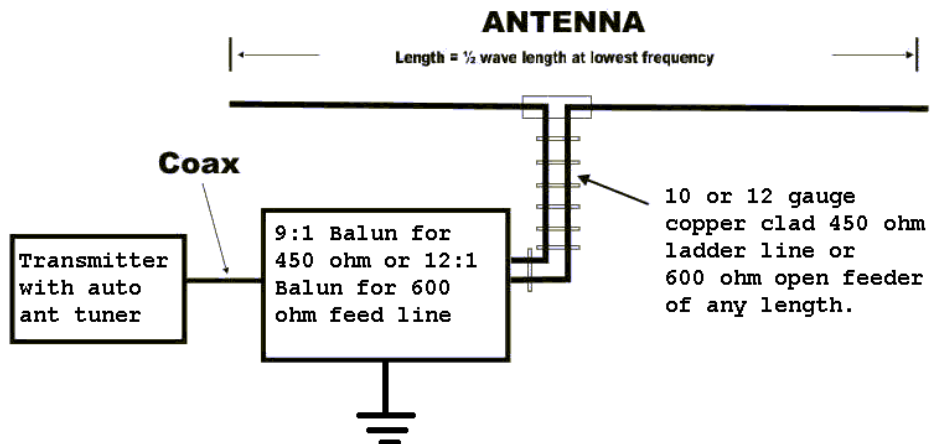 ANTENNA
Length = ½ wave length at lowest frequency
Coax
10 or 12 gauge
copper clad 450 ohm
ladder line or
600 ohm open feeder
of any length.
9:1 Balun for
450 ohm or 12:1
Balun for 600
ohm feed line
Transmitter
with auto
ant tuner